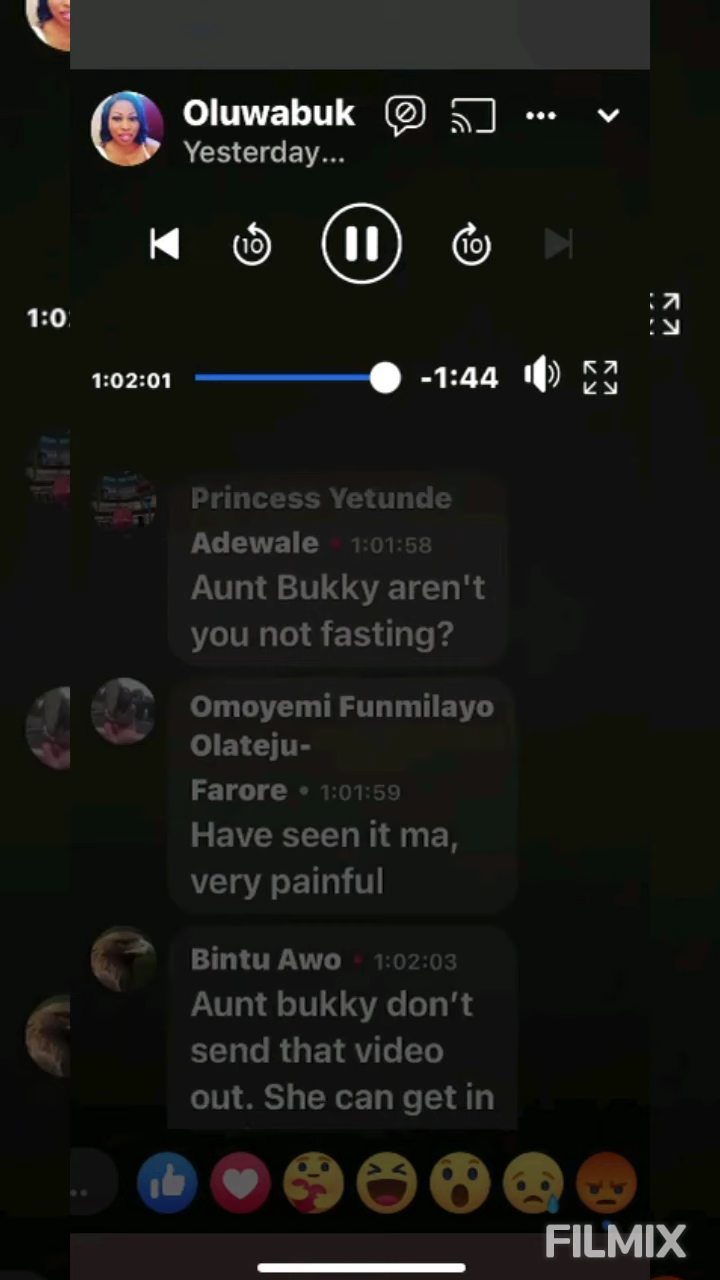 Oluwabuk
Yesterday...
10
10
1:0
1:02:01
-1:44
Princess Yetunde
Adewale • 1:01:58
Aunt Bukky aren't
you not fasting?
Omoyemi Funmilayo
Olateju-
Farore • 1:01:59
Have seen it ma,
very painful
Bintu Awo • 1:02:03
Aunt bukky don’t
send that video
out. She can get in
FILMIX